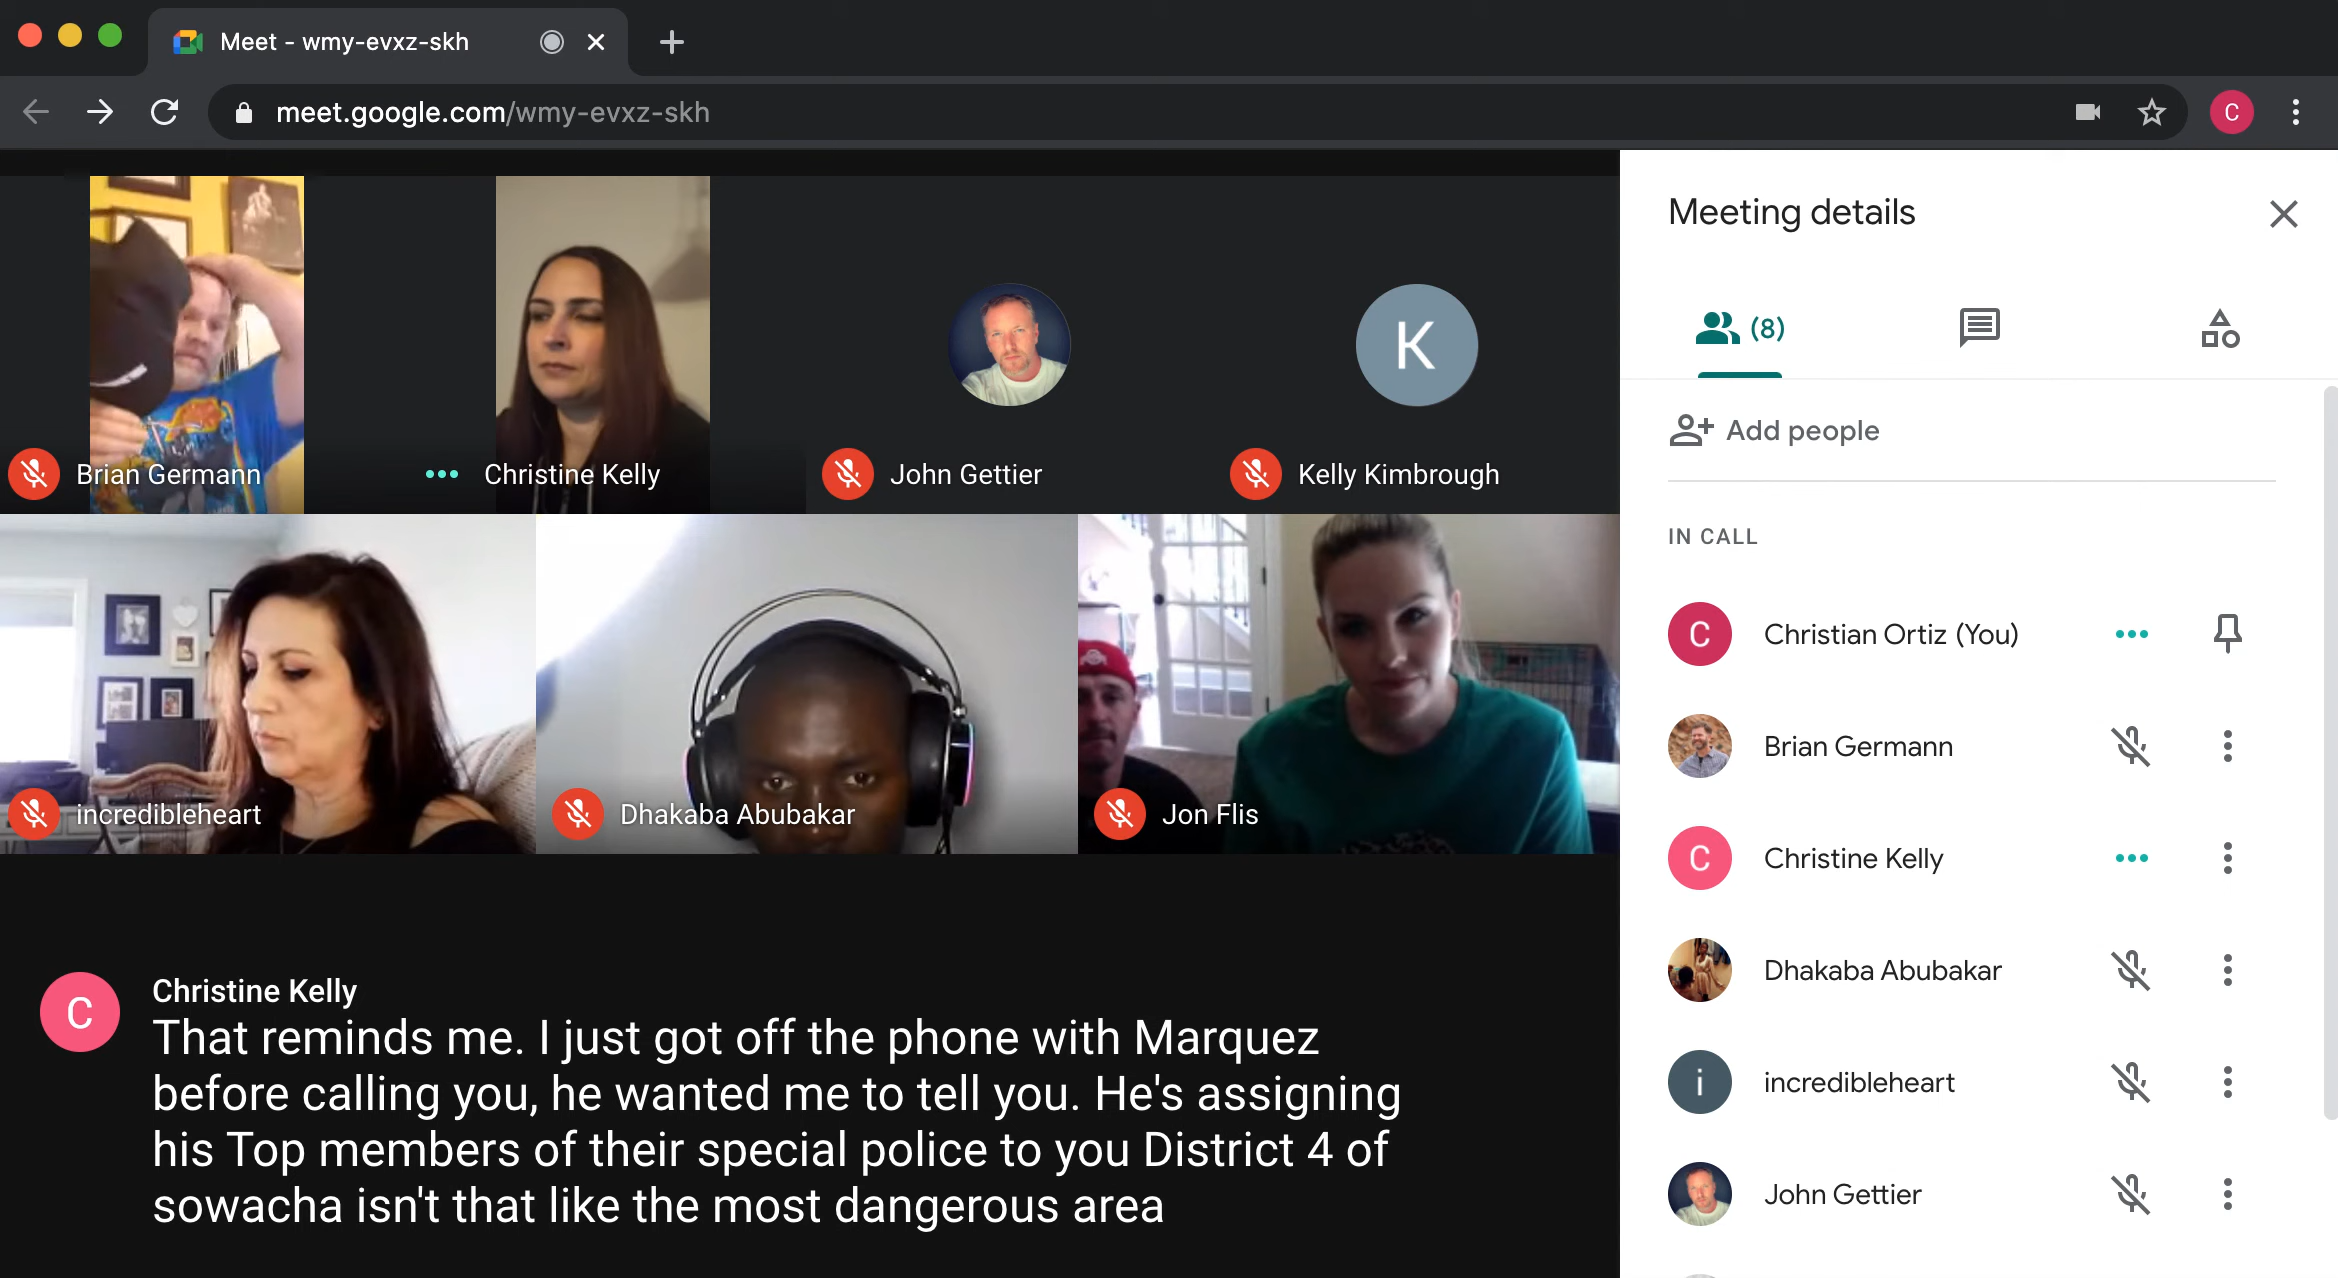 Meet - wmy-evxz-skh
meet.google.com/wmy-evxz-skh
C
Brian Germann
Christine Kelly
John Gettier
K
Kelly Kimbrough
incredibleheart
Dhakaba Abubakar
Jon Flis
C
Christine Kelly
That reminds me. I just got off the phone with Marquez
before calling you, he wanted me to tell you. He's assigning
his Top members of their special police to you District 4 of
sowacha isn't that like the most dangerous area
Meeting details
(8)
Add people
IN CALL
C
Christian Ortiz (You)
Brian Germann
C
Christine Kelly
Dhakaba Abubakar
i
incredibleheart
John Gettier